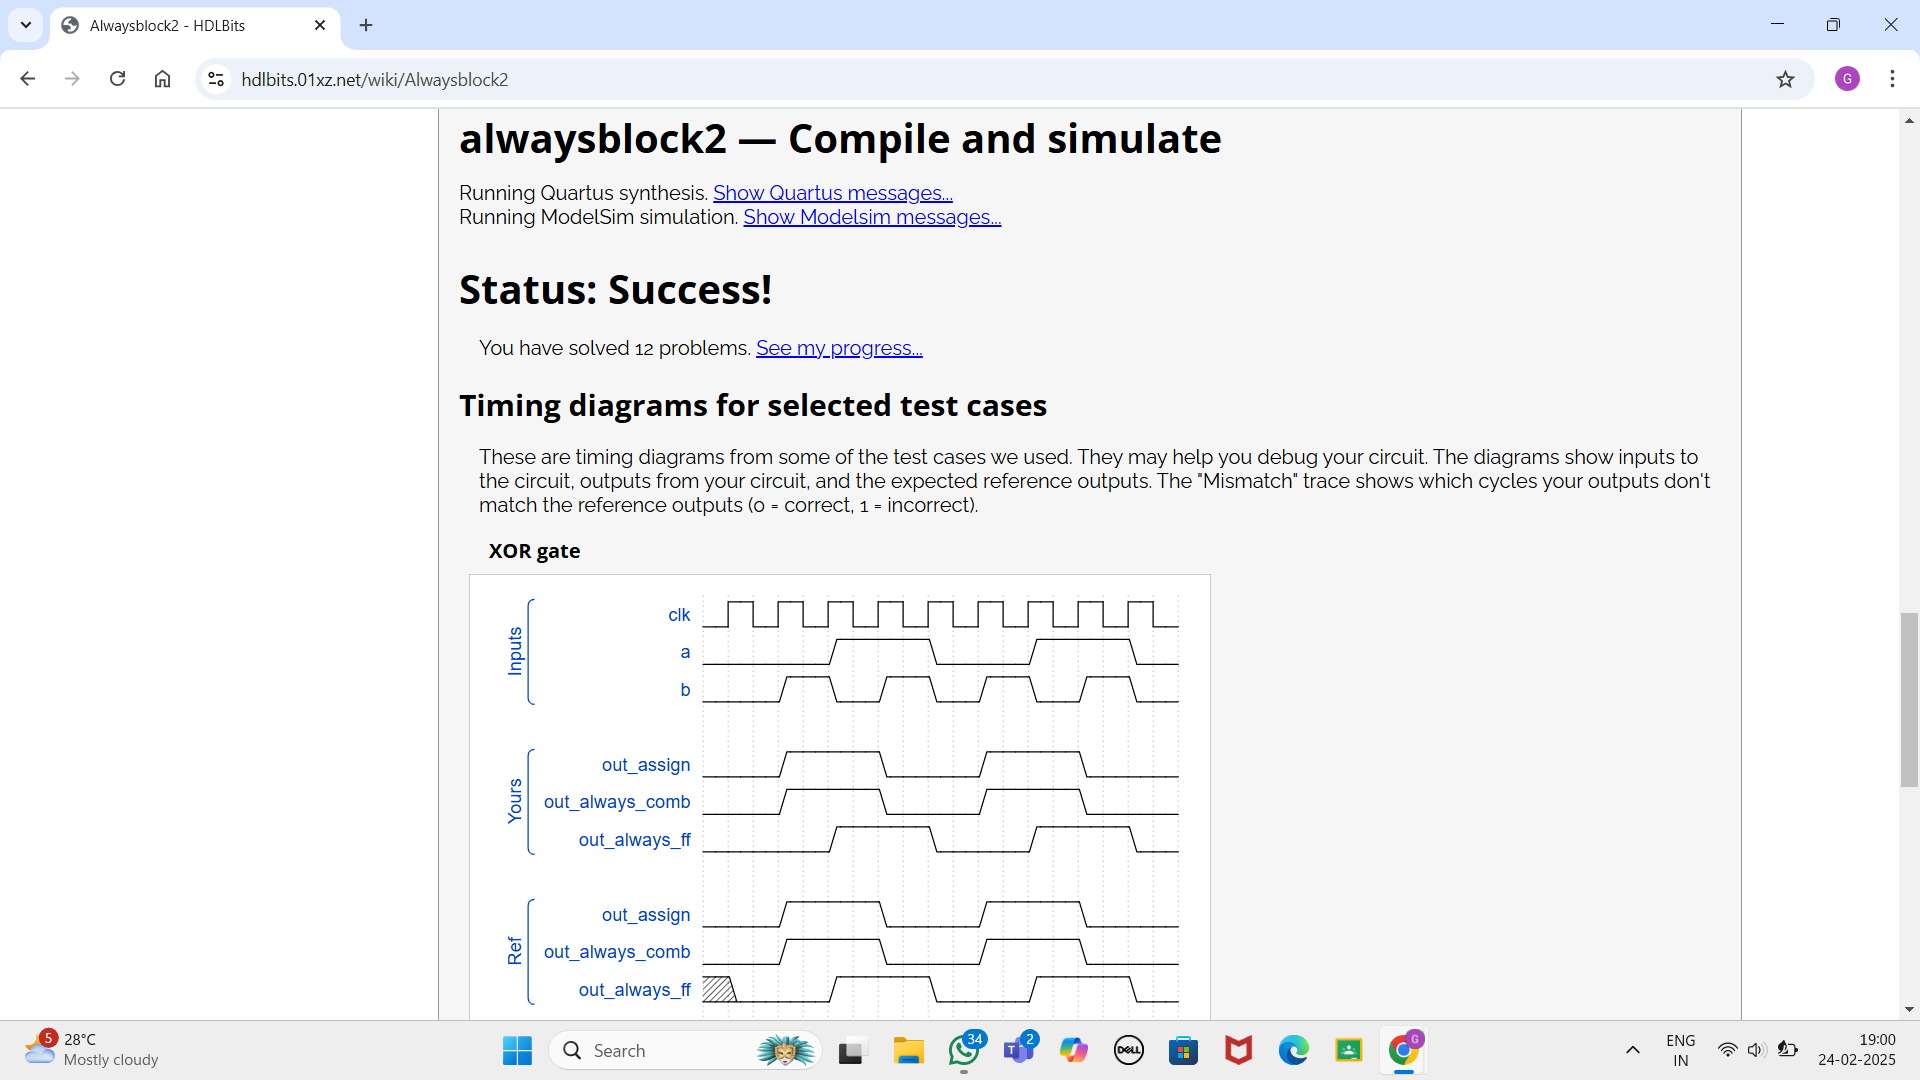 Alwaysblock2 - HDLBits
hdlbits.01xz.net/wiki/Alwaysblock2
G
alwaysblock2 — Compile and simulate
Running Quartus synthesis. Show Quartus messages...
Running ModelSim simulation. Show Modelsim messages...
Status: Success!
You have solved 12 problems. See my progress...
Timing diagrams for selected test cases
These are timing diagrams from some of the test cases we used. They may help you debug your circuit. The diagrams show inputs to
the circuit, outputs from your circuit, and the expected reference outputs. The "Mismatch" trace shows which cycles your outputs don't
match the reference outputs (0 = correct, 1 = incorrect).
XOR gate
Inputs
clk
a
b
Yours
out_assign
out_always_comb
out_always_ff
Ref
out_assign
out_always_comb
out_always_ff
5
28°C
Mostly cloudy
Search
34
T
2
DELL
G
ENG
IN
19:00
24-02-2025